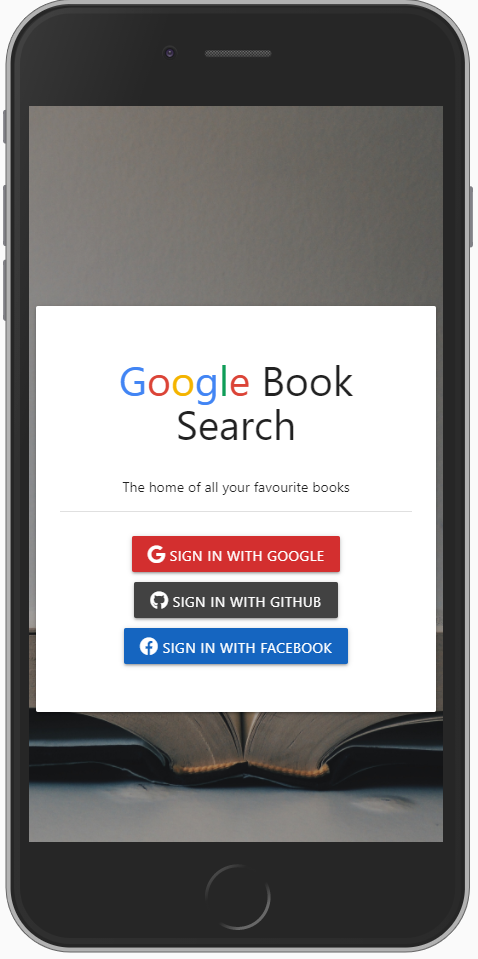 Google Book
Search
The home of all your favourite books
SIGN IN WITH GOOGLE
SIGN IN WITH GITHUB
SIGN IN WITH FACEBOOK